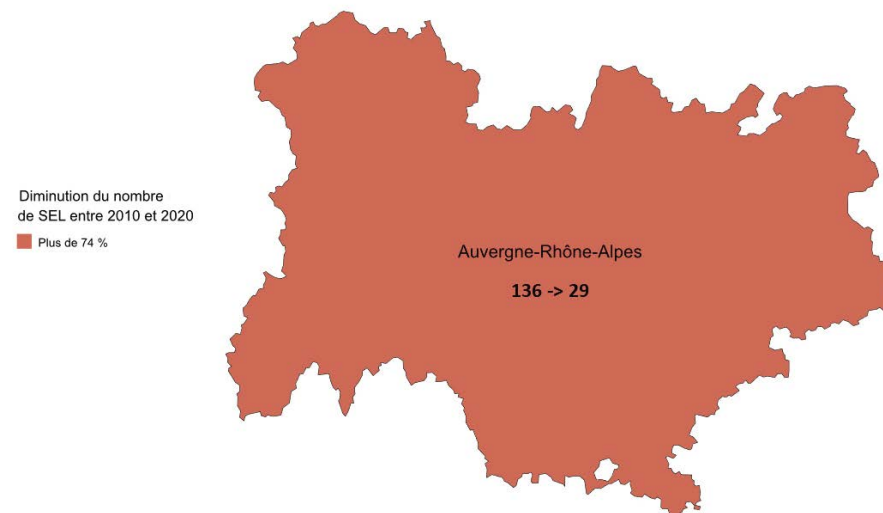 Diminution du nombre
de SEL entre 2010 et 2020
Plus de 74 %
Auvergne-Rhône-Alpes
136 -> 29